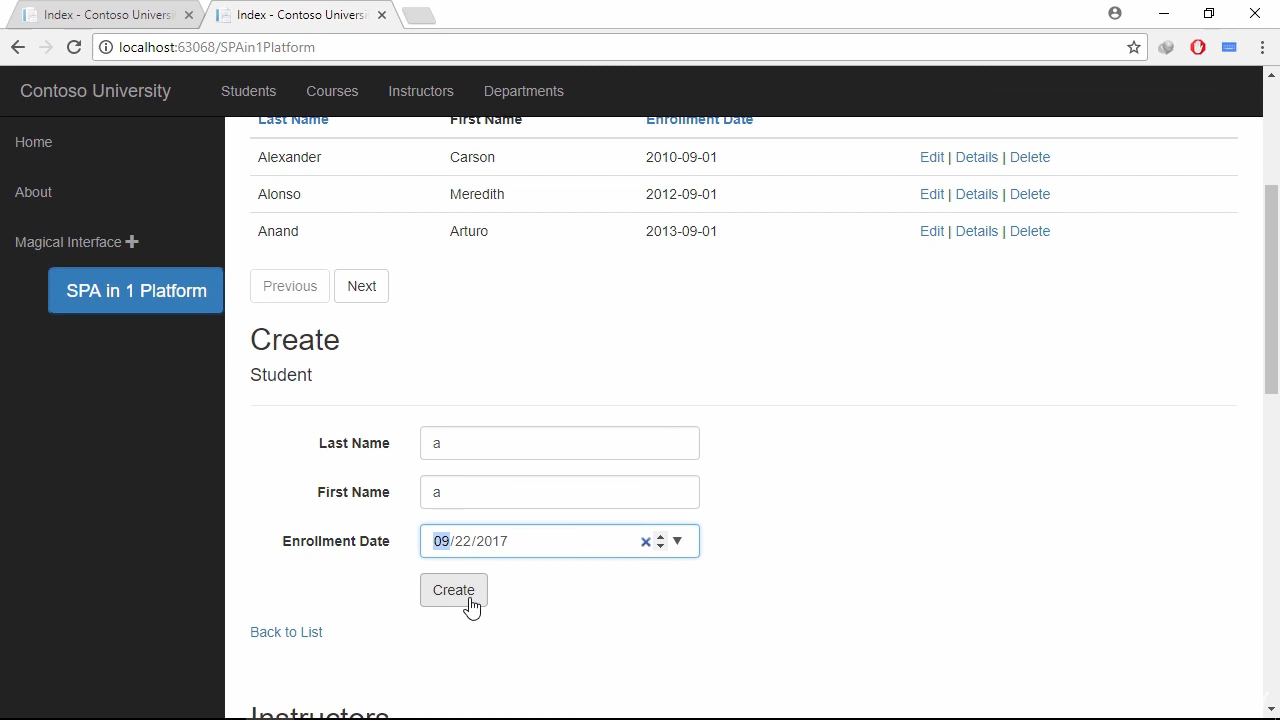 Index - Contoso Universi
Index - Contoso Universi
localhost:63068/SPAin1Platform
Contoso University
Students
Courses
Instructors
Departments
Home
About
Magical Interface
SPA in 1 Platform
Last Name First Name Enrollment Date
Alexander Carson 2010-09-01 Edit | Details | Delete
Alonso Meredith 2012-09-01 Edit | Details | Delete
Anand Arturo 2013-09-01 Edit | Details | Delete
Previous Next
Create
Student
Last Name a
First Name a
Enrollment Date 09/22/2017
Create
Back to List
Instructors